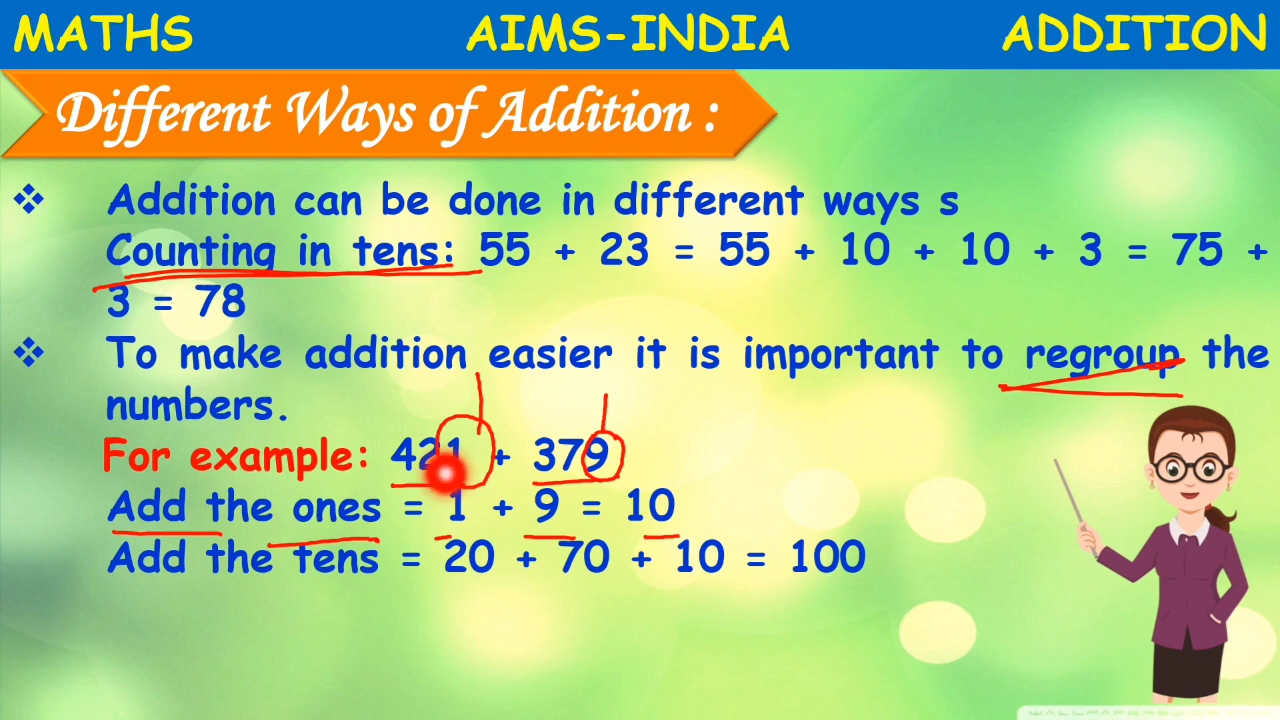 MATHS AIMS-INDIA ADDITION
Different Ways of Addition :
❖ Addition can be done in different ways s
Counting in tens: 55 + 23 = 55 + 10 + 10 + 3 = 75 +
3 = 78
❖ To make addition easier it is important to regroup the
numbers.
For example: 421 + 379
Add the ones = 1 + 9 = 10
Add the tens = 20 + 70 + 10 = 100